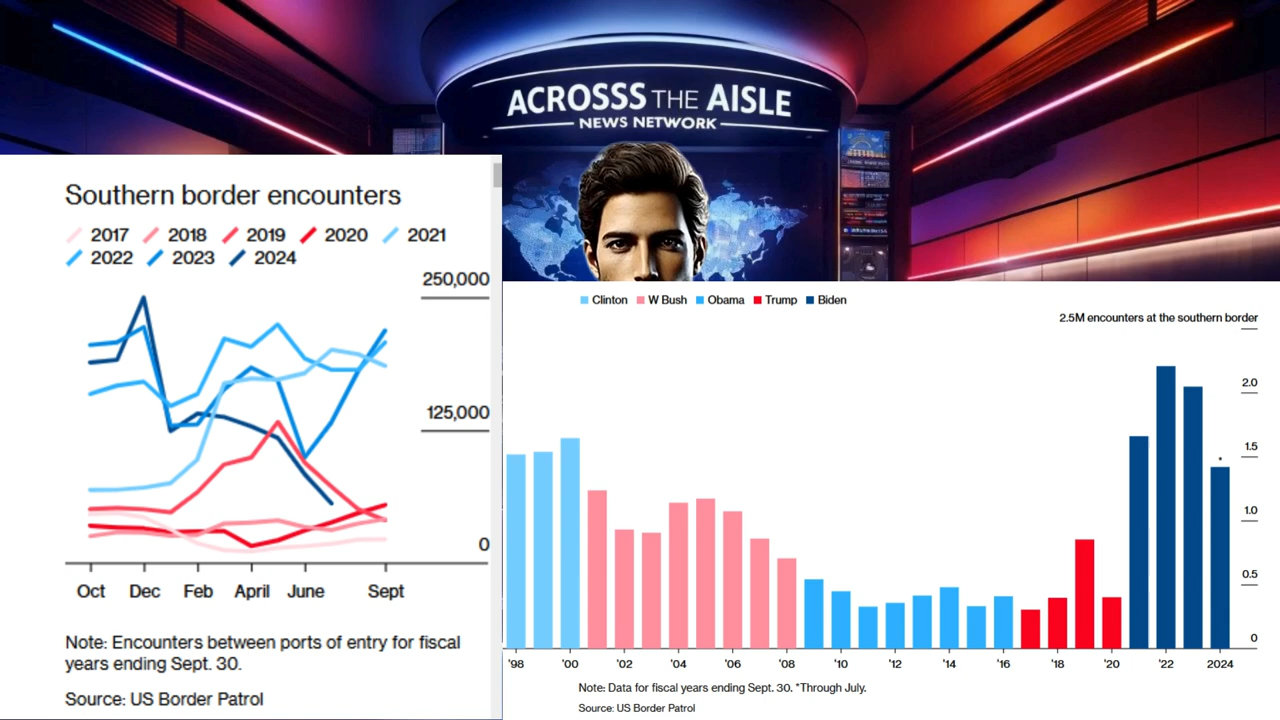 ACROSSS THE AISLE
NEWS NETWORK
Southern border encounters
2017 2018 2019 2020 2021
2022 2023 2024
250,000
125,000
0
Oct Dec Feb April June Sept
Note: Encounters between ports of entry for fiscal
years ending Sept. 30.
Source: US Border Patrol
Clinton W Bush Obama Trump Biden
2.5M encounters at the southern border
2.0
1.5
*
1.0
0.5
0
'98 '00 '02 '04 '06 '08 '10 '12 '14 '16 '18 '20 '22 2024
Note: Data for fiscal years ending Sept. 30. *Through July.
Source: US Border Patrol